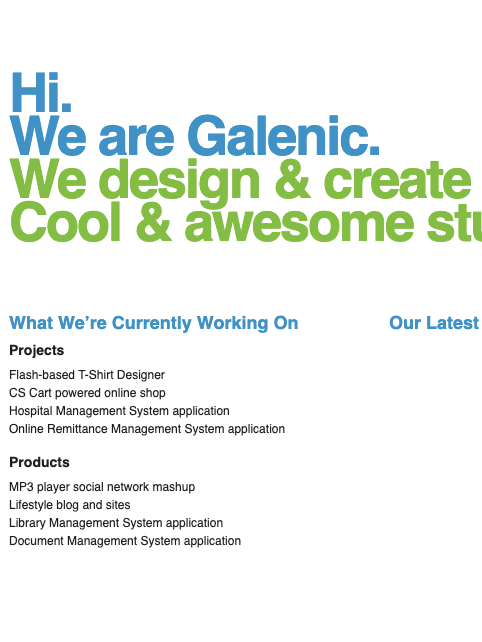 Hi.
We are Galenic.
We design & create
Cool & awesome
What We're Currently Working On
Our Latest
Projects
Flash-based T-Shirt Designer
CS Cart powered online shop
Hospital Management System application
Online Remittance Management System application
Products
MP3 player social network mashup
Lifestyle blog and sites
Library Management System application
Document Management System application